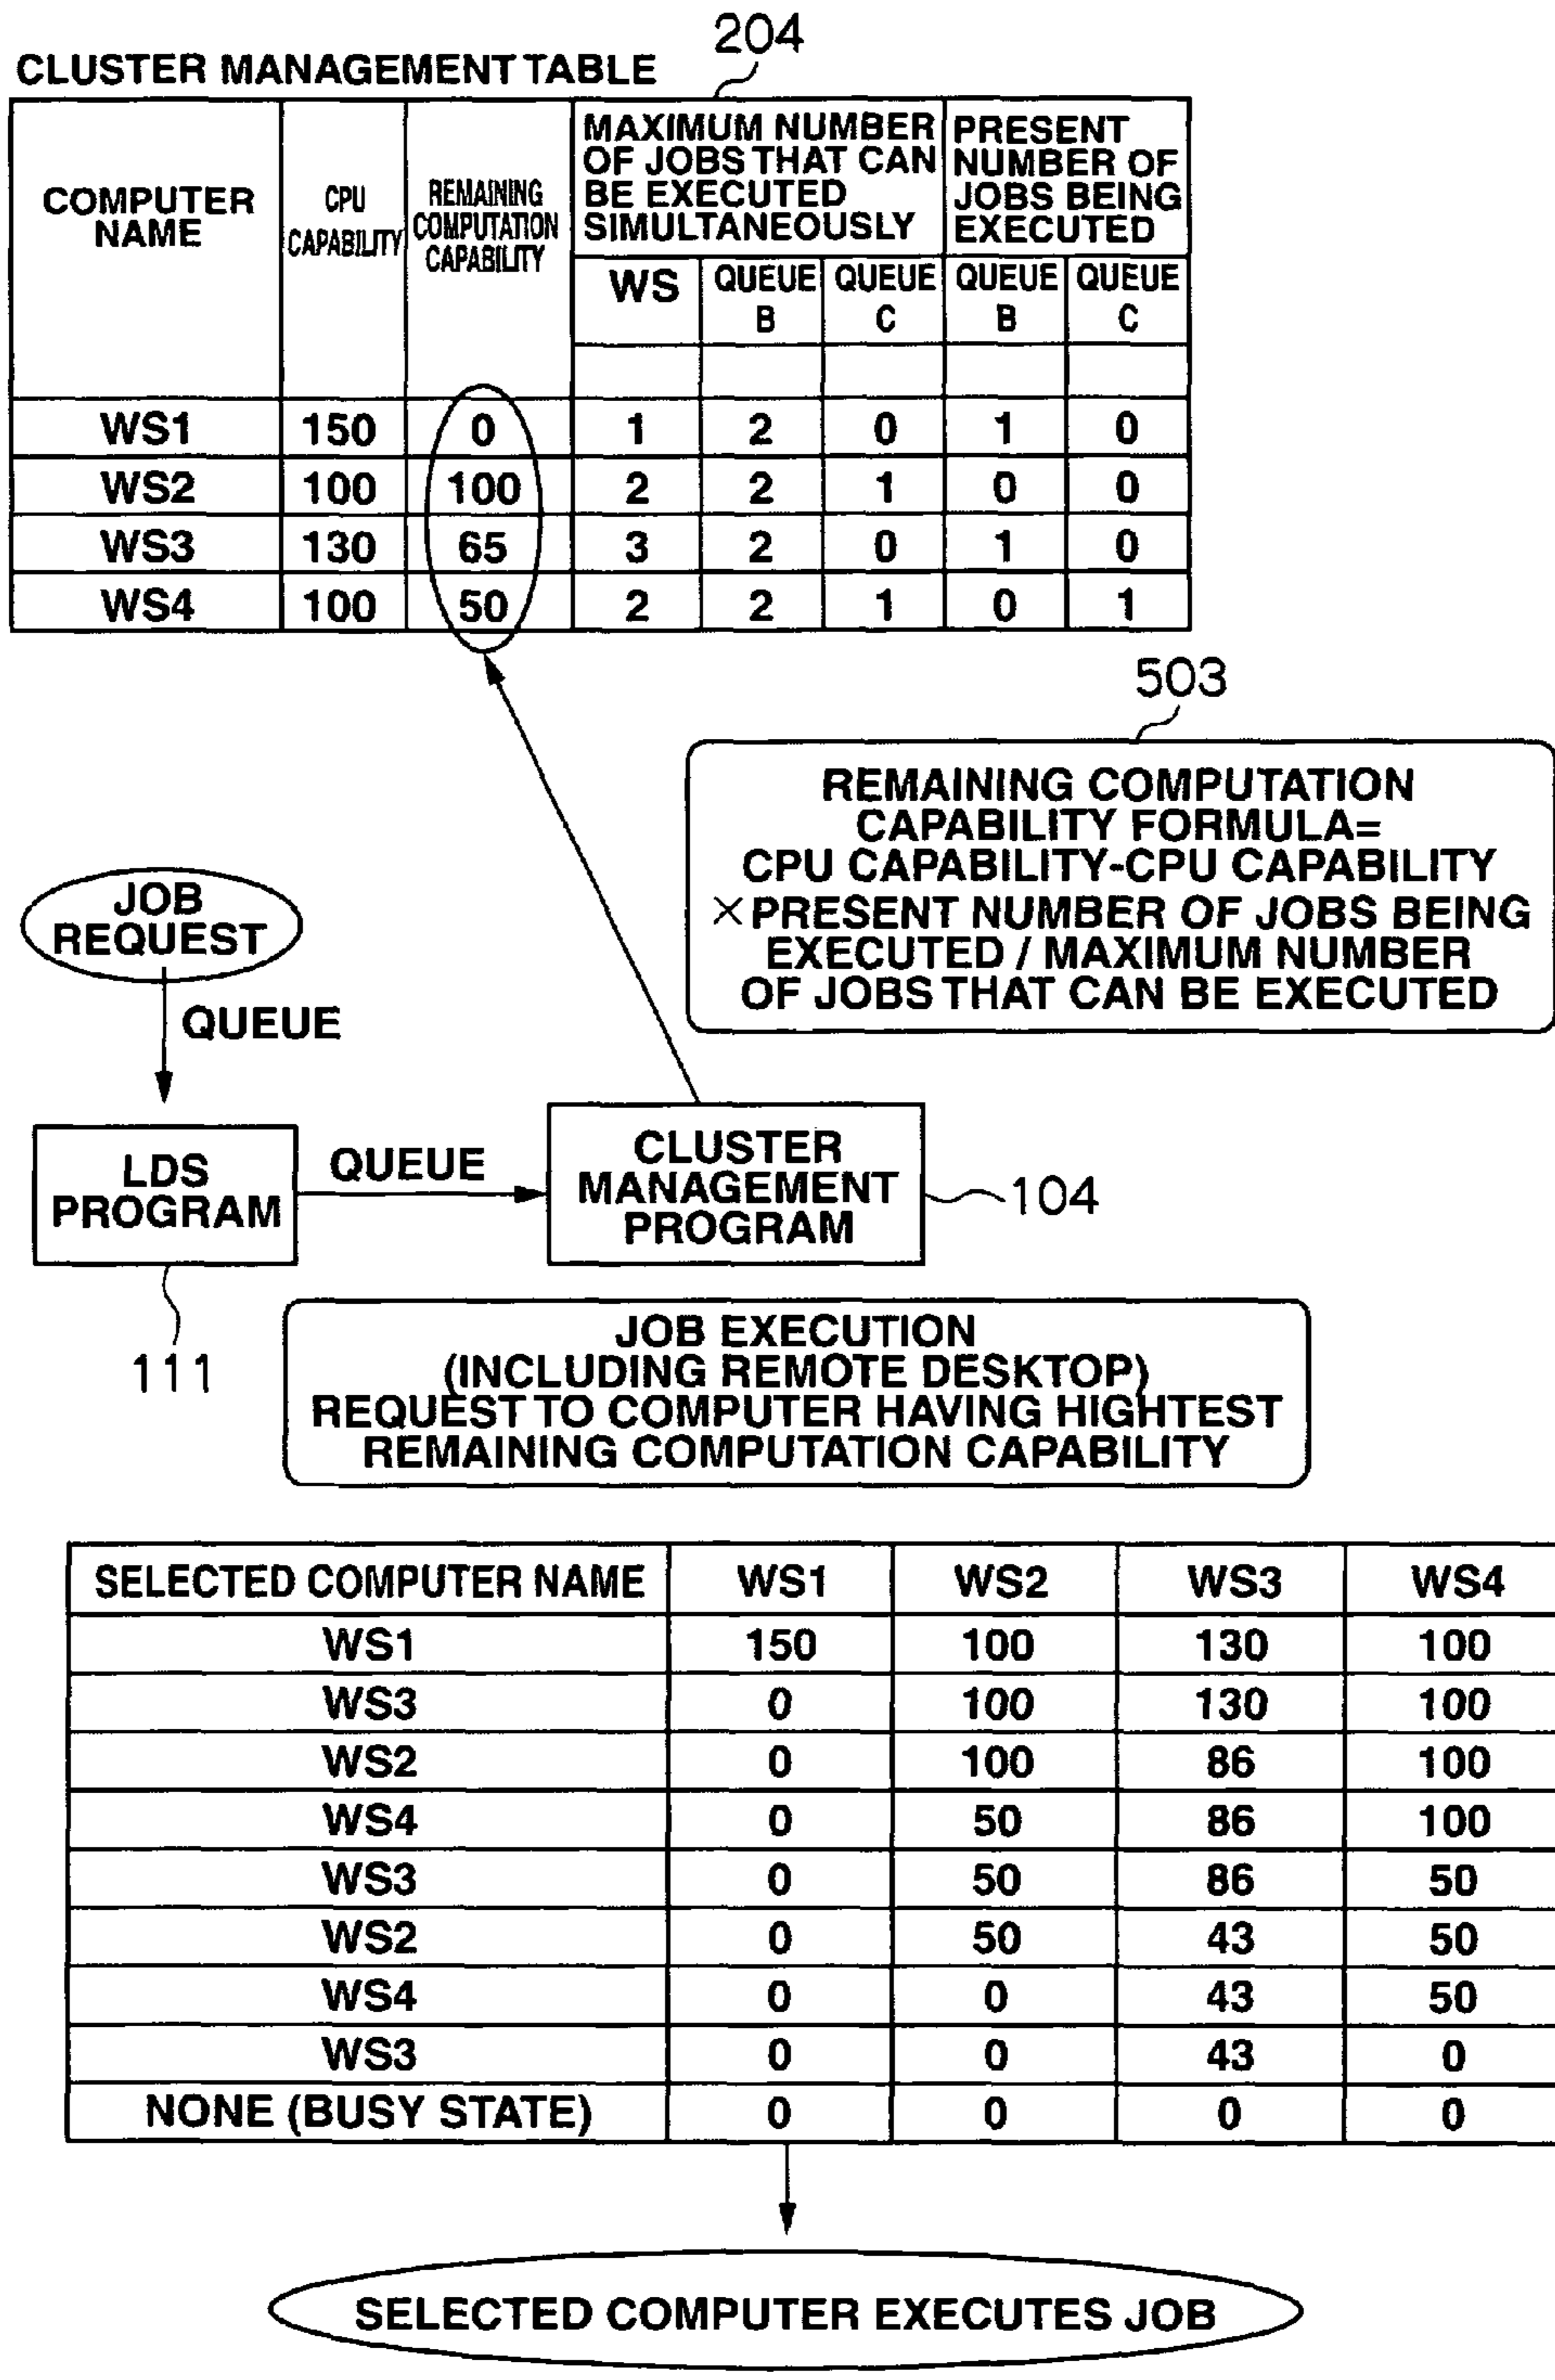 204
CLUSTER MANAGEMENT TABLE
COMPUTER NAME | CPU CAPABILITY | REMAINING COMPUTATION CAPABILITY | MAXIMUM NUMBER OF JOBS THAT CAN BE EXECUTED SIMULTANEOUSLY | PRESENT NUMBER OF JOBS BEING EXECUTED
WS | QUEUE B | QUEUE C | QUEUE B | QUEUE C
WS1 | 150 | 0 | 1 | 2 | 0 | 1 | 0
WS2 | 100 | 100 | 2 | 2 | 1 | 0 | 0
WS3 | 130 | 65 | 3 | 2 | 0 | 1 | 0
WS4 | 100 | 50 | 2 | 2 | 1 | 0 | 1
503
REMAINING COMPUTATION
CAPABILITY FORMULA=
CPU CAPABILITY-CPU CAPABILITY
×PRESENT NUMBER OF JOBS BEING
EXECUTED / MAXIMUM NUMBER
OF JOBS THAT CAN BE EXECUTED
JOB
REQUEST
QUEUE
LDS
PROGRAM
111
QUEUE
CLUSTER
MANAGEMENT
PROGRAM
104
JOB EXECUTION
(INCLUDING REMOTE DESKTOP)
REQUEST TO COMPUTER HAVING HIGHTEST
REMAINING COMPUTATION CAPABILITY
SELECTED COMPUTER NAME | WS1 | WS2 | WS3 | WS4
WS1 | 150 | 100 | 130 | 100
WS3 | 0 | 100 | 130 | 100
WS2 | 0 | 100 | 86 | 100
WS4 | 0 | 50 | 86 | 100
WS3 | 0 | 50 | 86 | 50
WS2 | 0 | 50 | 43 | 50
WS4 | 0 | 0 | 43 | 50
WS3 | 0 | 0 | 43 | 0
NONE (BUSY STATE) | 0 | 0 | 0 | 0
SELECTED COMPUTER EXECUTES JOB